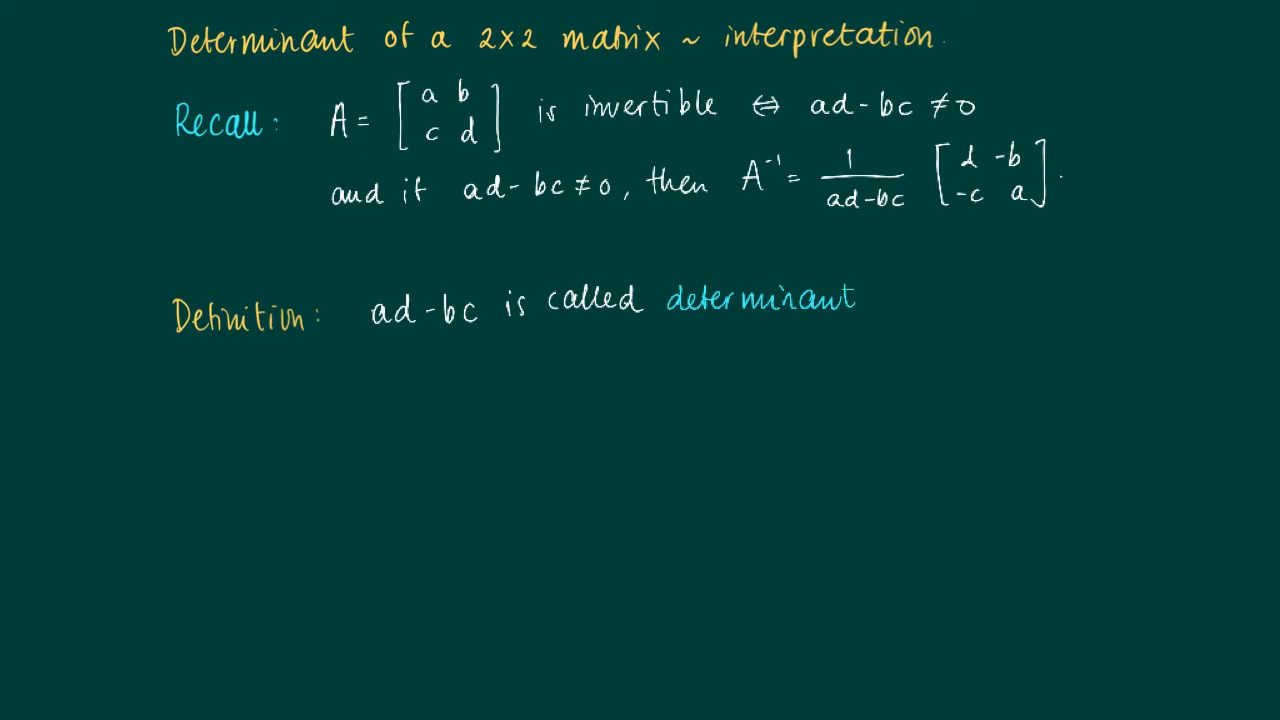 Determinant of a 2×2 matrix ~ interpretation.
Recall: A = [a b; c d] is invertible ⇔ ad-bc ≠ 0
and if ad-bc ≠ 0, then A⁻¹ = 1/(ad-bc) [d -b; -c a].
Definition: ad-bc is called determinant